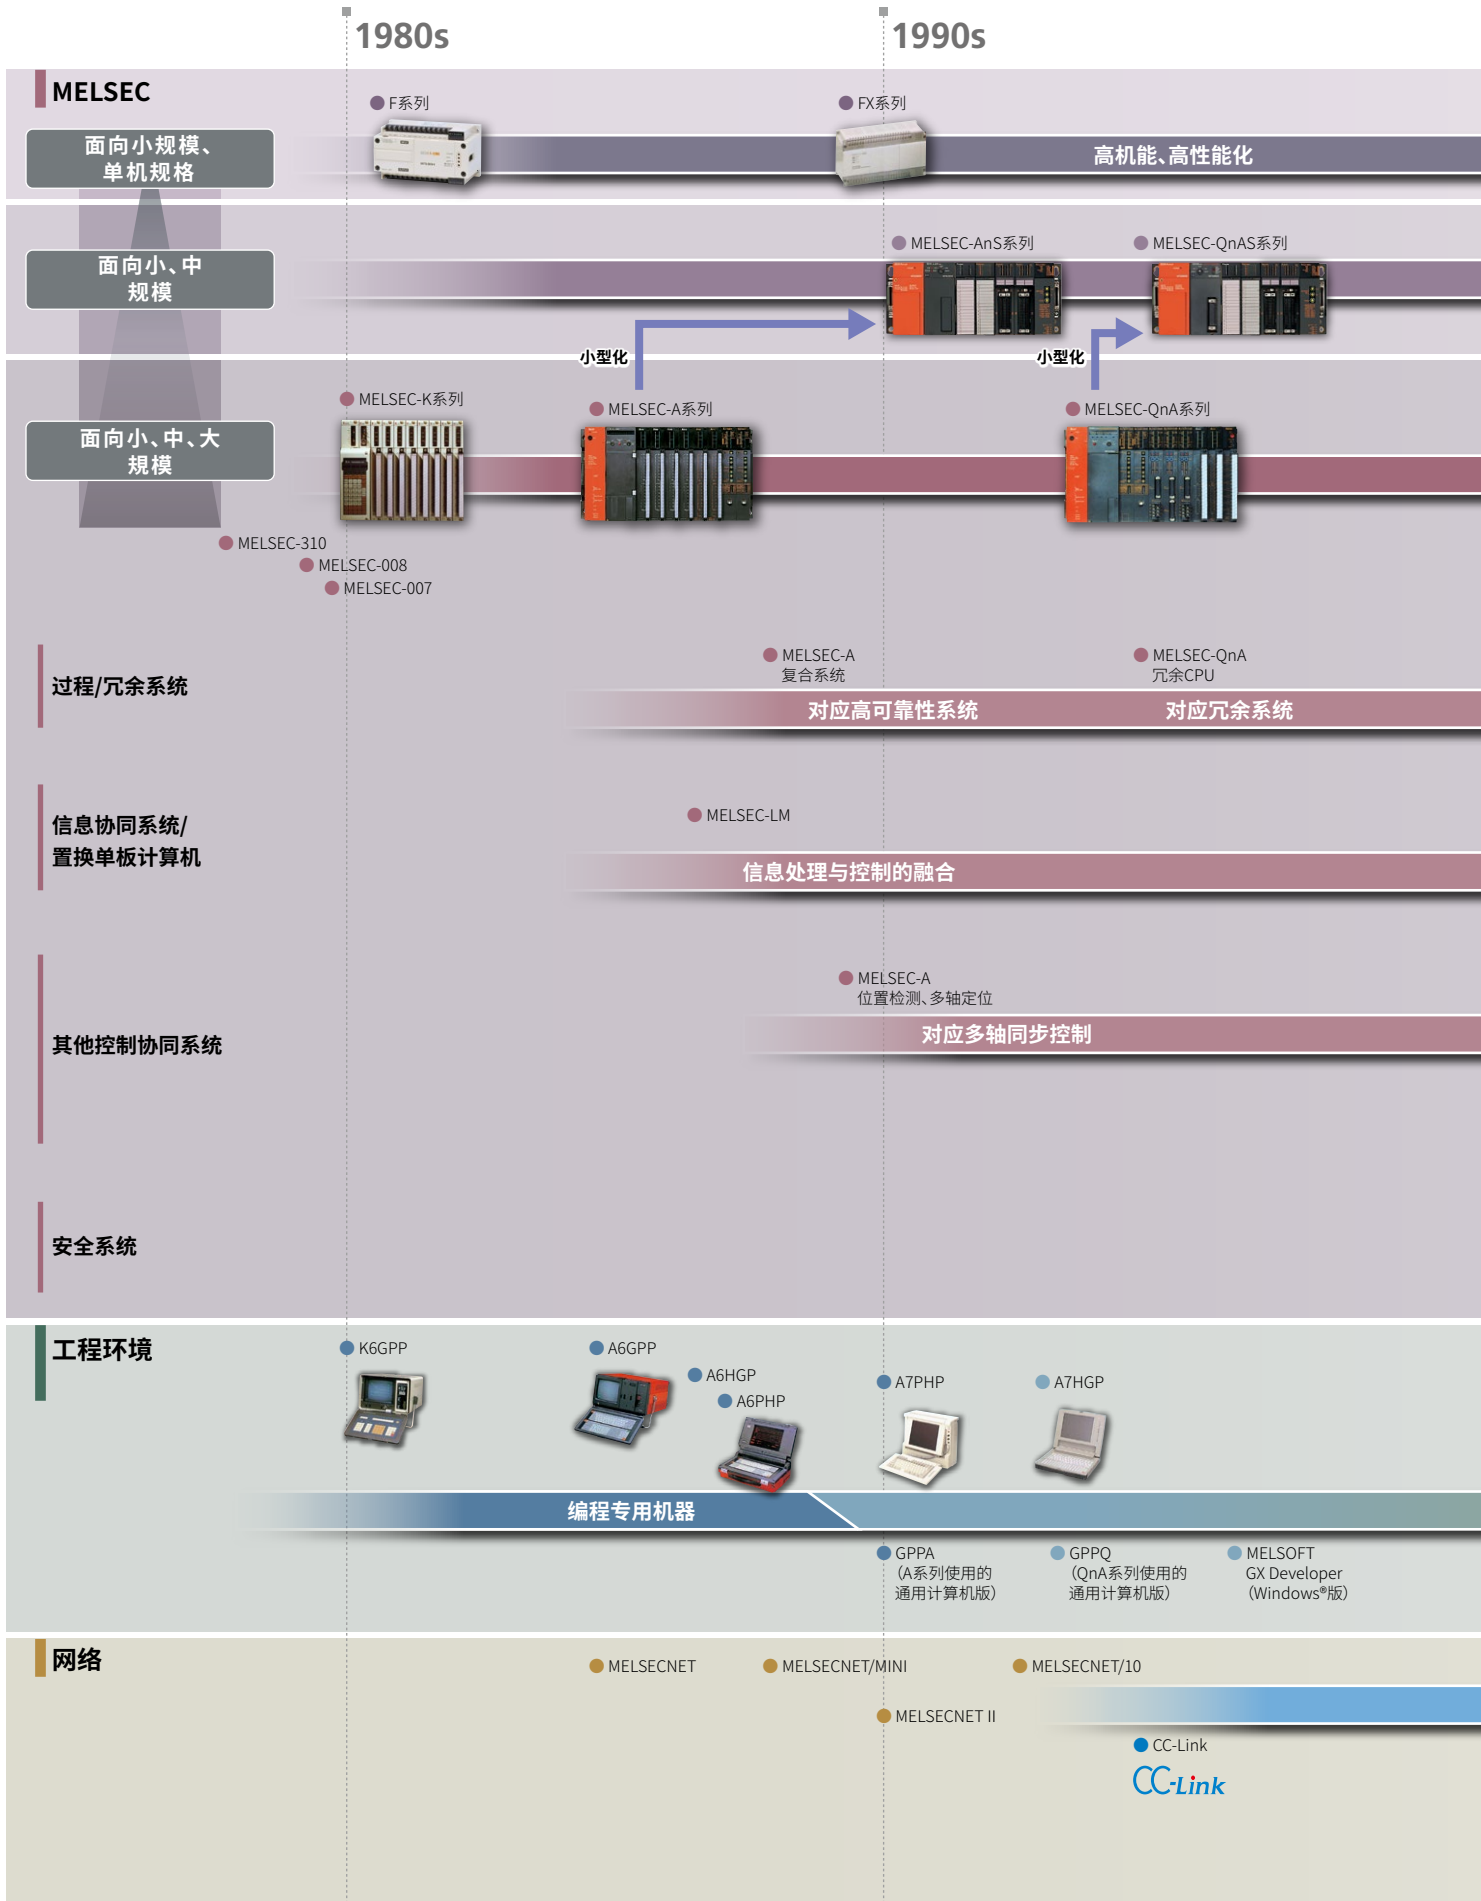 1980s
1990s
MELSEC
F系列
FX系列
面向小规模、
单机规格
高机能、高性能化
MELSEC-AnS系列
MELSEC-QnAS系列
面向小、中
规模
小型化
小型化
MELSEC-K系列
MELSEC-A系列
MELSEC-QnA系列
面向小、中、大
规模
MELSEC-310
MELSEC-008
MELSEC-007
过程/冗余系统
MELSEC-A
复合系统
MELSEC-QnA
冗余CPU
对应高可靠性系统
对应冗余系统
信息协同系统/
置换单板计算机
MELSEC-LM
信息处理与控制的融合
其他控制协同系统
MELSEC-A
位置检测、多轴定位
对应多轴同步控制
安全系统
工程环境
K6GPP
A6GPP
A6HGP
A6PHP
A7PHP
A7HGP
编程专用机器
GPPA
（A系列使用的
通用计算机版）
GPPQ
（QnA系列使用的
通用计算机版）
MELSOFT
GX Developer
（Windows®版）
网络
MELSECNET
MELSECNET/MINI
MELSECNET/10
MELSECNET II
CC-Link
CC-Link